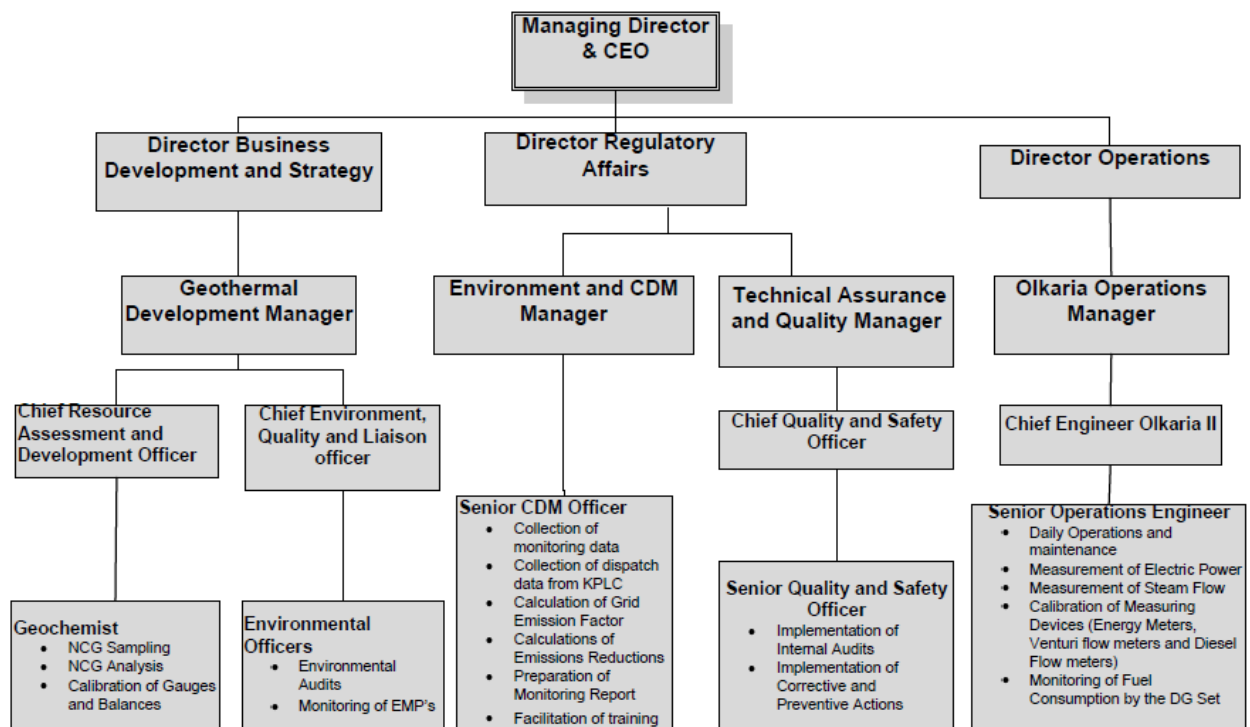 Managing Director
& CEO
Director Business
Development and Strategy
Director Regulatory
Affairs
Director Operations
Geothermal
Development Manager
Environment and CDM
Manager
Technical Assurance
and Quality Manager
Olkaria Operations
Manager
Chief Resource
Assessment and
Development Officer
Chief Environment,
Quality and Liaison
officer
Chief Quality and Safety
Officer
Chief Engineer Olkaria II
Geochemist
• NCG Sampling
• NCG Analysis
• Calibration of Gauges
and Balances
Environmental
Officers
• Environmental
Audits
• Monitoring of EMP's
Senior CDM Officer
• Collection of
monitoring data
• Collection of dispatch
data from KPLC
• Calculation of Grid
Emission Factor
• Calculations of
Emissions Reductions
• Preparation of
Monitoring Report
• Facilitation of training
Senior Quality and Safety
Officer
• Implementation of
Internal Audits
• Implementation of
Corrective and
Preventive Actions
Senior Operations Engineer
• Daily Operations and
maintenance
• Measurement of Electric Power
• Measurement of Steam Flow
• Calibration of Measuring
Devices (Energy Meters,
Venturi flow meters and Diesel
Flow meters)
• Monitoring of Fuel
Consumption by the DG Set